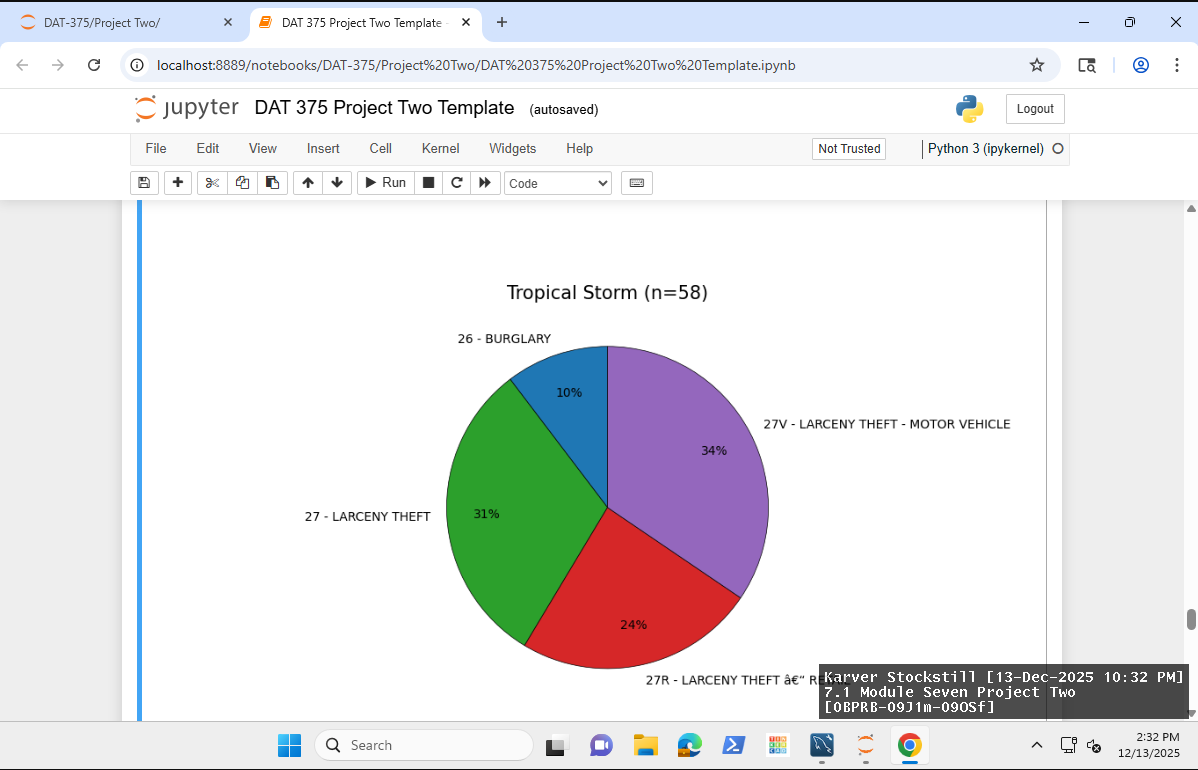 DAT-375/Project Two/
DAT 375 Project Two Template -
localhost:8889/notebooks/DAT-375/Project%20Two/DAT%20375%20Project%20Two%20Template.ipynb
jupyter DAT 375 Project Two Template (autosaved)
Logout
File Edit View Insert Cell Kernel Widgets Help
Not Trusted
Python 3 (ipykernel)
Run
Code
Tropical Storm (n=58)
26 - BURGLARY
10%
27V - LARCENY THEFT - MOTOR VEHICLE
34%
27 - LARCENY THEFT
31%
24%
27R - LARCENY THEFT â€“
Karver Stockstill [13-Dec-2025 10:32 PM]
7.1 Module Seven Project Two
[OBPRB-O9J1m-O9OSf]
Search
2:32 PM
12/13/2025